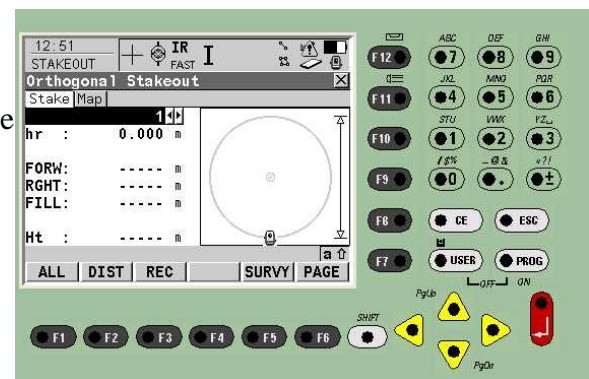 12:51
STAKEOUT
IR
FAST
I
Orthogonal Stakeout
Stake Map
1
hr : 0.000 m
FORW: ----- m
RGHT: ----- m
FILL: ----- m
Ht : ----- m
a
ALL DIST REC SURVY PAGE
e
F12
ABC DEF GHI
7 8 9
F11
JKL MNO PQR
4 5 6
F10
STU VWX YZ
1 2 3
F9
/$% _@& *?!
0 . ±
F8 CE ESC
F7 USER PROG
OFF ON
F1 F2 F3 F4 F5 F6 SHIFT
PgUp
PgDn